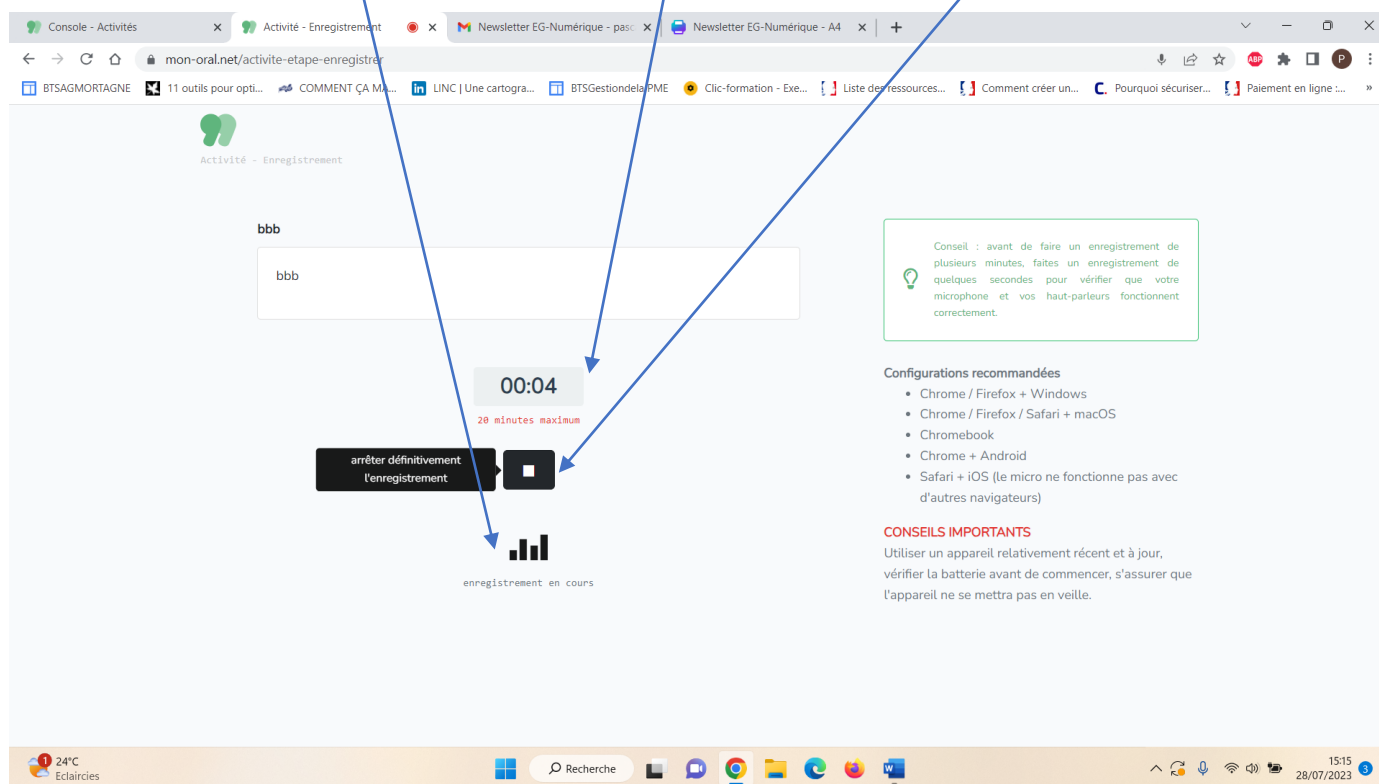 Console - Activités
Activité - Enregistrement
Newsletter EG-Numérique - pasc
Newsletter EG-Numérique - A4
mon-oral.net/activite-etape-enregistrer
ABP
P
BTSAGMORTAGNE
11 outils pour opti...
COMMENT ÇA MA...
LINC | Une cartogra...
BTSGestiondelaPME
Clic-formation - Exe...
Liste des ressources...
Comment créer un...
Pourquoi sécuriser...
Paiement en ligne :...
»
Activité - Enregistrement
bbb
bbb
00:04
20 minutes maximum
arrêter définitivement
l'enregistrement
enregistrement en cours
Conseil : avant de faire un enregistrement de
plusieurs minutes, faites un enregistrement de
quelques secondes pour vérifier que votre
microphone et vos haut-parleurs fonctionnent
correctement.
Configurations recommandées
• Chrome / Firefox + Windows
• Chrome / Firefox / Safari + macOS
• Chromebook
• Chrome + Android
• Safari + iOS (le micro ne fonctionne pas avec
d'autres navigateurs)
CONSEILS IMPORTANTS
Utiliser un appareil relativement récent et à jour,
vérifier la batterie avant de commencer, s'assurer que
l'appareil ne se mettra pas en veille.
1
24°C
Eclaircies
Recherche
15:15
28/07/2023
3